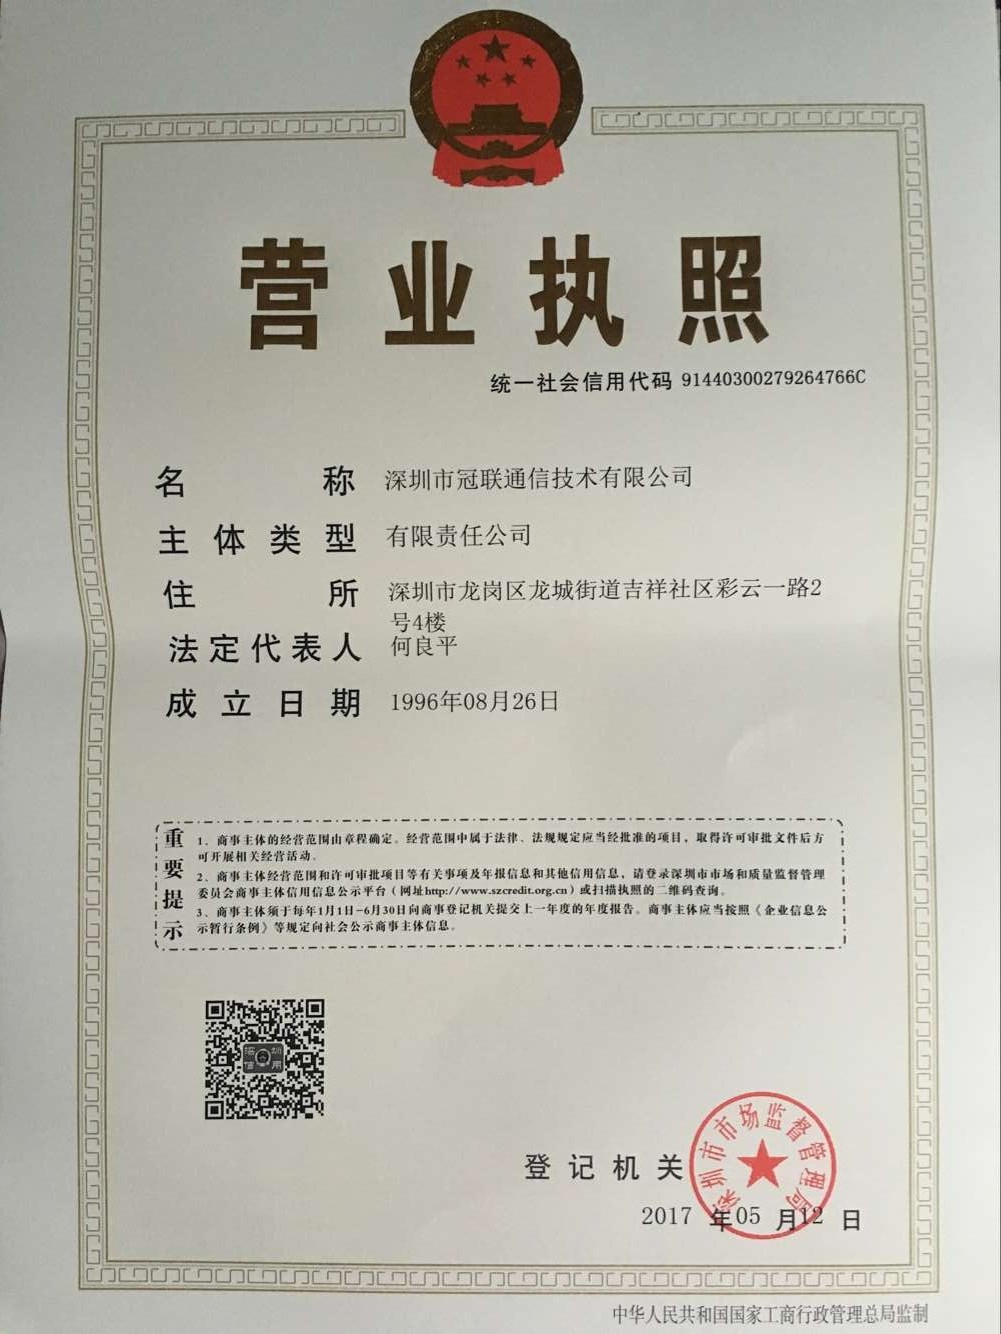 营业执照
统一社会信用代码 91440300279264766C
名称 深圳市冠联通信技术有限公司
主体类型 有限责任公司
住所 深圳市龙岗区龙城街道吉祥社区彩云一路2
号4楼
法定代表人 何良平
成立日期 1996年08月26日
重要提示
1、商事主体的经营范围由章程确定。经营范围中属于法律、法规规定应当经批准的项目，取得许可审批文件后方
可开展相关经营活动。
2、商事主体经营范围和许可审批项目等有关事项及年报信息和其他信用信息，请登录深圳市市场和质量监督管理
委员会商事主体信用信息公示平台（网址http://www.szcredit.org.cn）或扫描执照的二维码查询。
3、商事主体须于每年1月1日-6月30日向商事登记机关提交上一年度的年度报告。商事主体应当按照《企业信息公
示暂行条例》等规定向社会公示商事主体信息。
深圳
信用
登记机关
深圳市市场监督管理局
2017 年05 月12 日
中华人民共和国国家工商行政管理总局监制